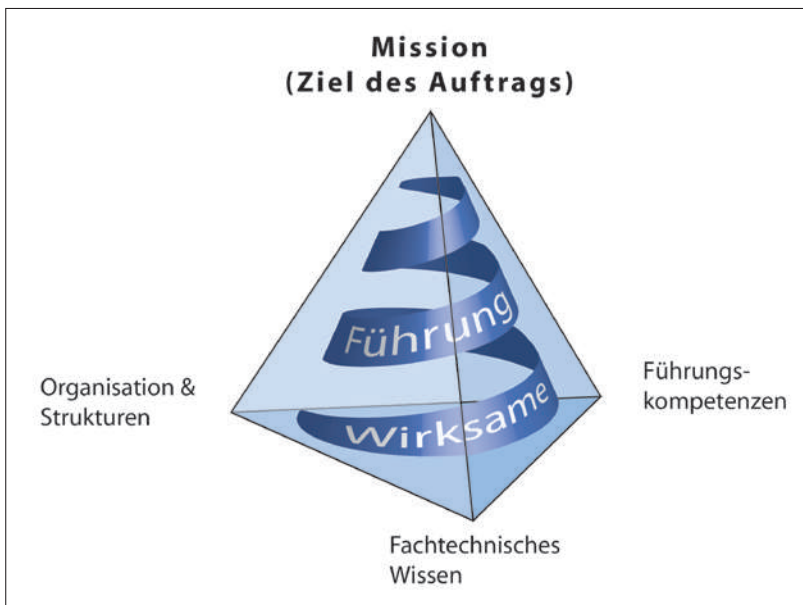 Mission
(Ziel des Auftrags)
Führung
Wirksame
Organisation &
Strukturen
Führungs-
kompetenzen
Fachtechnisches
Wissen